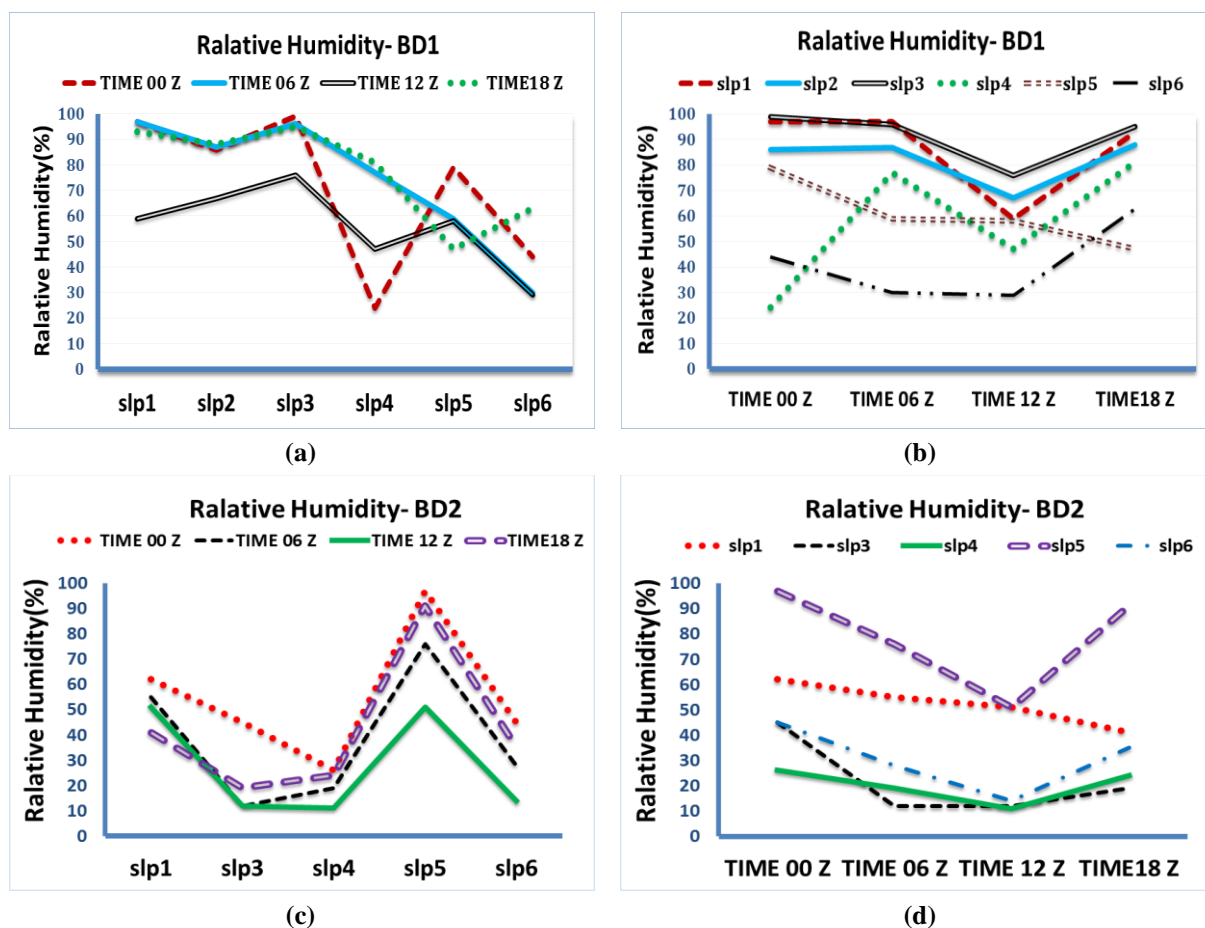 Ralative Humidity- BD1
TIME 00 Z TIME 06 Z TIME 12 Z TIME18 Z
Ralative Humidity(%)
100
90
80
70
60
50
40
30
20
10
0
slp1 slp2 slp3 slp4 slp5 slp6
(a)
Ralative Humidity- BD1
slp1 slp2 slp3 slp4 slp5 slp6
Ralative Humidity(%)
100
90
80
70
60
50
40
30
20
10
0
TIME 00 Z TIME 06 Z TIME 12 Z TIME18 Z
(b)
Ralative Humidity- BD2
TIME 00 Z TIME 06 Z TIME 12 Z TIME18 Z
Ralative Humidity(%)
100
90
80
70
60
50
40
30
20
10
0
slp1 slp3 slp4 slp5 slp6
(c)
Ralative Humidity- BD2
slp1 slp3 slp4 slp5 slp6
Ralative Humidity(%)
100
90
80
70
60
50
40
30
20
10
0
TIME 00 Z TIME 06 Z TIME 12 Z TIME18 Z
(d)